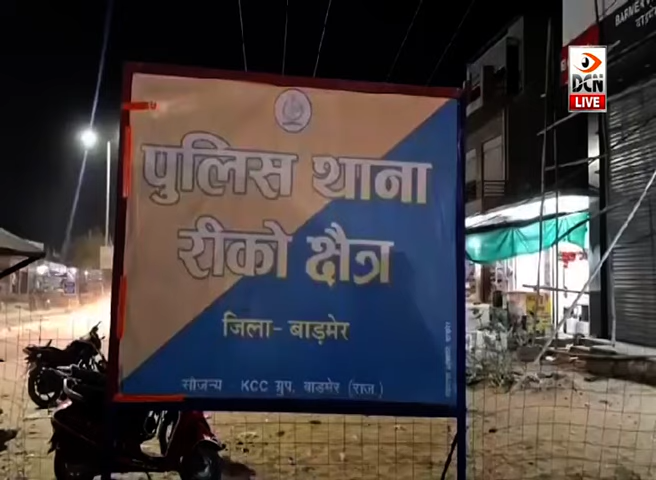 DCN
LIVE
पुलिस थाना
रीको क्षैत्र
जिला- बाड़मेर
सौजन्य - KCC ग्रुप, बाड़मेर (राज.)